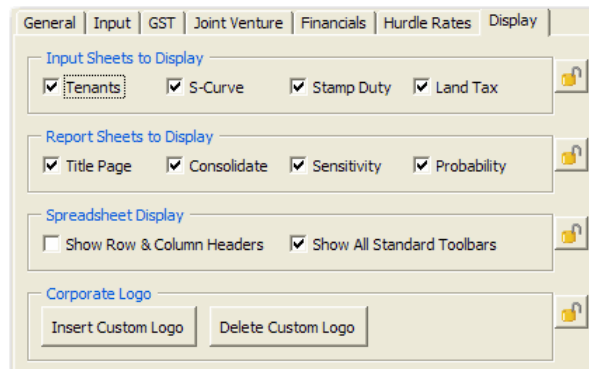 General Input GST Joint Venture Financials Hurdle Rates Display
Input Sheets to Display
Tenants S-Curve Stamp Duty Land Tax
Report Sheets to Display
Title Page Consolidate Sensitivity Probability
Spreadsheet Display
Show Row & Column Headers Show All Standard Toolbars
Corporate Logo
Insert Custom Logo Delete Custom Logo